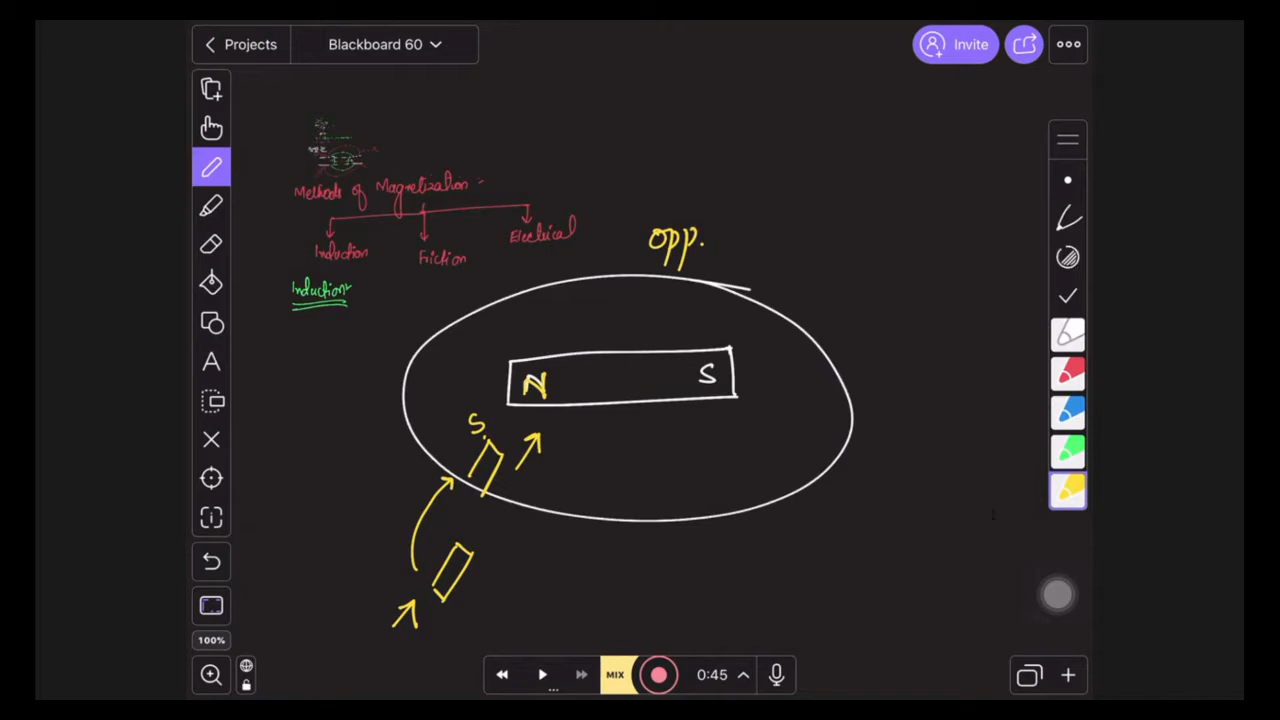 Projects
Blackboard 60
Invite
Methods of Magnetization :-
Induction
Friction
Electrical
Induction:-
opp.
N
S
S.
A
100%
MIX
0:45